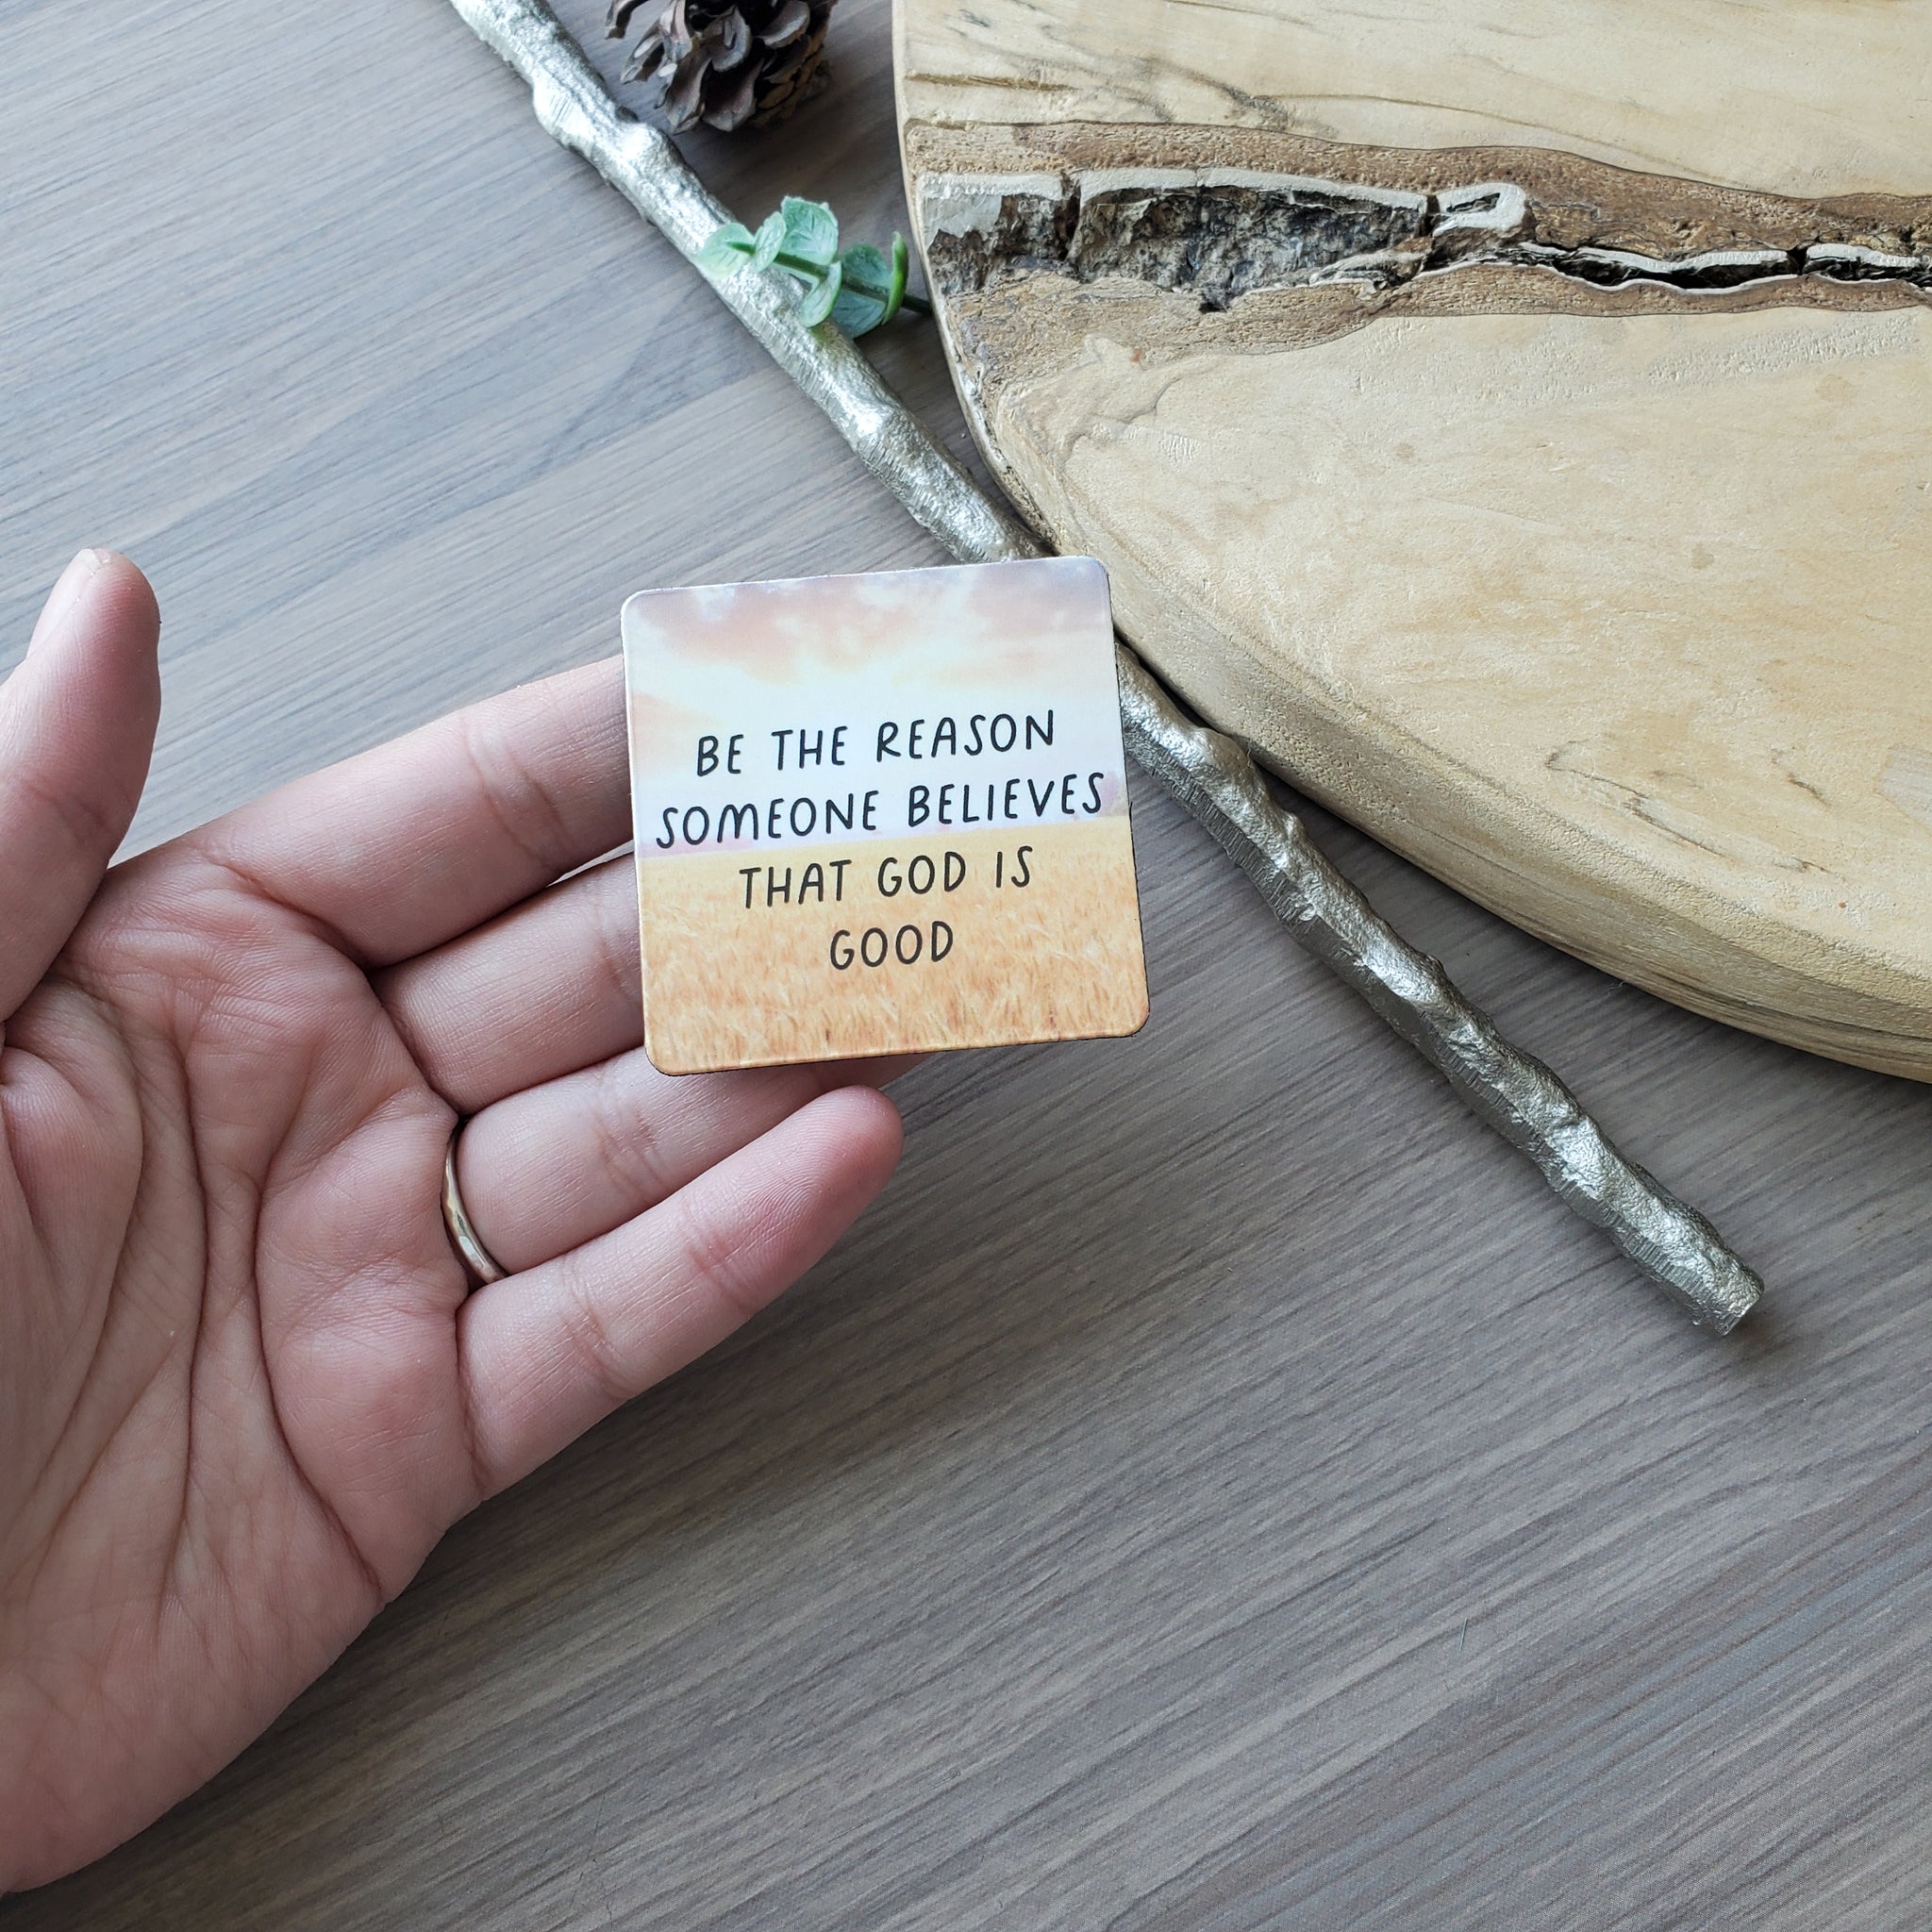 BE THE REASON
SOMEONE BELIEVES
THAT GOD IS
GOOD